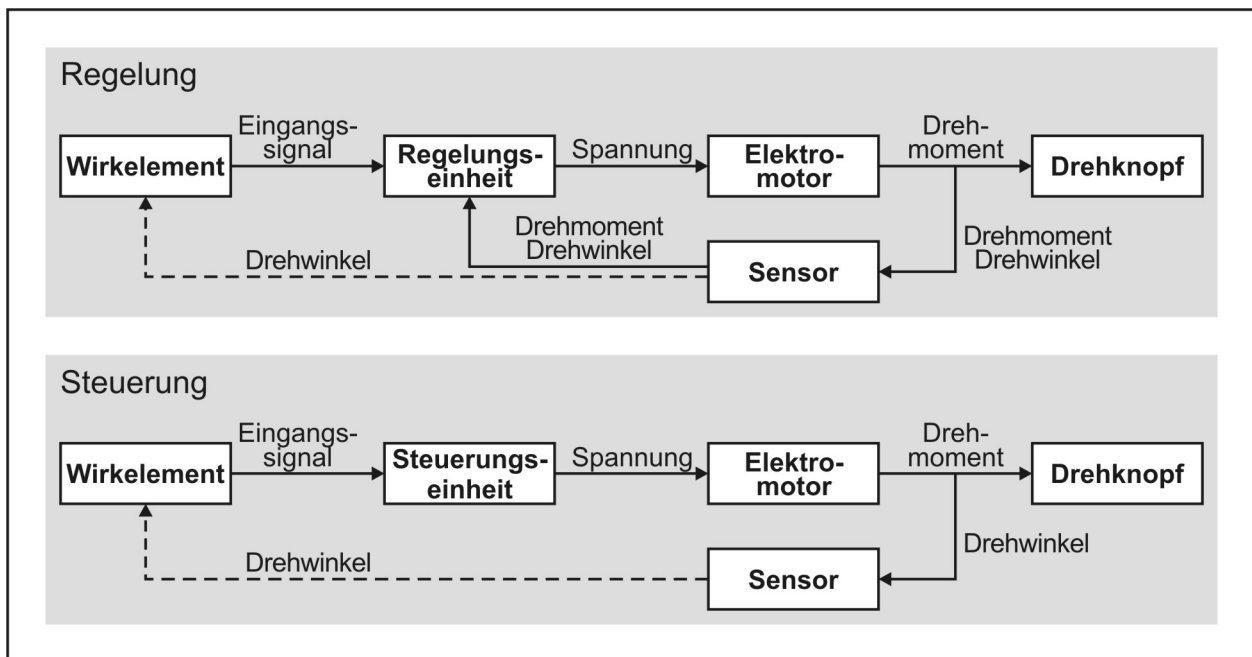 Regelung
Eingangs-
signal
Dreh-
moment
Wirkelement
Regelungs-
einheit
Spannung
Elektro-
motor
Drehknopf
Drehmoment
Drehwinkel
Drehwinkel
Sensor
Drehmoment
Drehwinkel
Steuerung
Eingangs-
signal
Dreh-
moment
Wirkelement
Steuerungs-
einheit
Spannung
Elektro-
motor
Drehknopf
Drehwinkel
Sensor
Drehwinkel